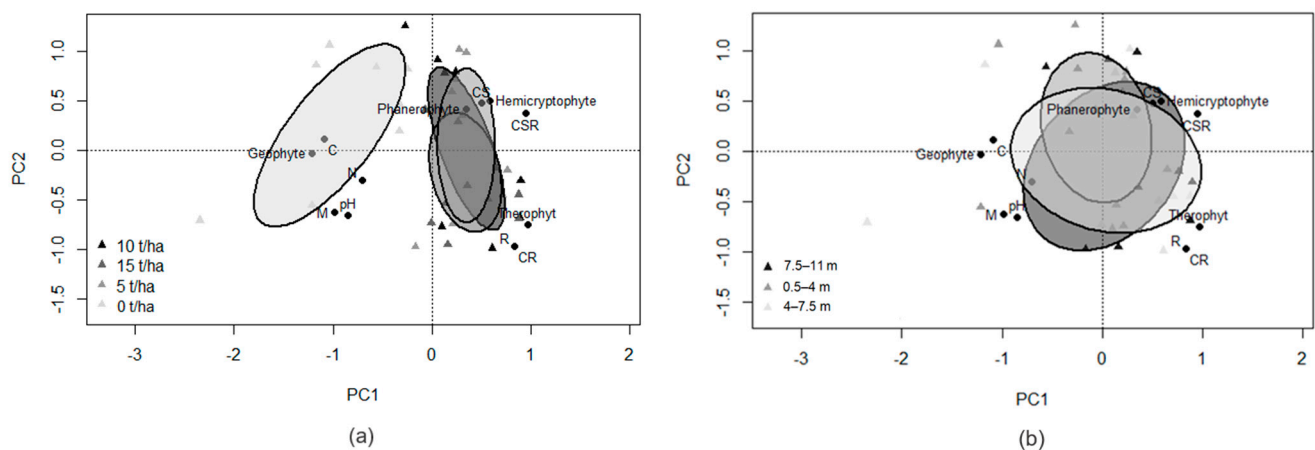 1.0
0.5
0.0
-0.5
-1.0
-1.5
PC2
CS
Hemicryptophyte
Phanerophyte
CSR
Geophyte
C
N
M
pH
Therophyt
R
CR
10 t/ha
15 t/ha
5 t/ha
0 t/ha
-3 -2 -1 0 1 2
PC1
(a)
1.0
0.5
0.0
-0.5
-1.0
-1.5
PC2
CS
Hemicryptophyte
Phanerophyte
CSR
Geophyte
C
N
M
pH
Therophyt
R
CR
7.5–11 m
0.5–4 m
4–7.5 m
-3 -2 -1 0 1 2
PC1
(b)